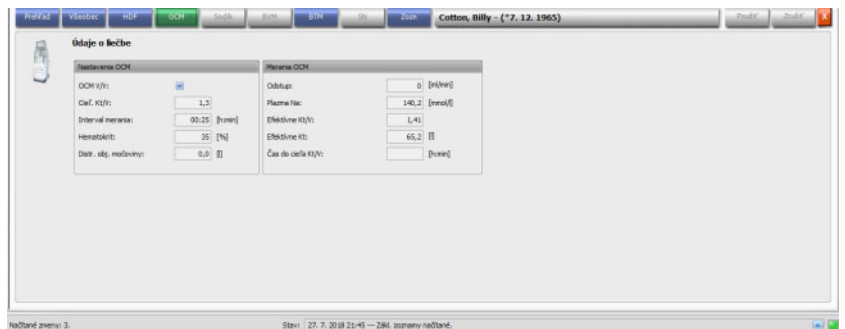 Prehľad Všeobec HDF OCM Sodík BVM BTM SN Zozn Cotton, Billy - (*7. 12. 1965) Použiť Zrušiť X
Údaje o liečbe
Nastavenia OCM Merania OCM
OCM V/V: Odstup: 0 [ml/min]
Cieľ. Kt/V: 1,3 Plazma Na: 140,2 [mmol/l]
Interval merania: 00:25 [h:min] Efektívne Kt/V: 1,41
Hematokrit: 35 [%] Efektívne Kt: 65,2 [l]
Distr. obj. močoviny: 0,0 [l] Čas do cieľa Kt/V: [h:min]
Načítané zmeny: 3. Stav: 27. 7. 2018 21:45 — Zákl. zoznamy načítané.